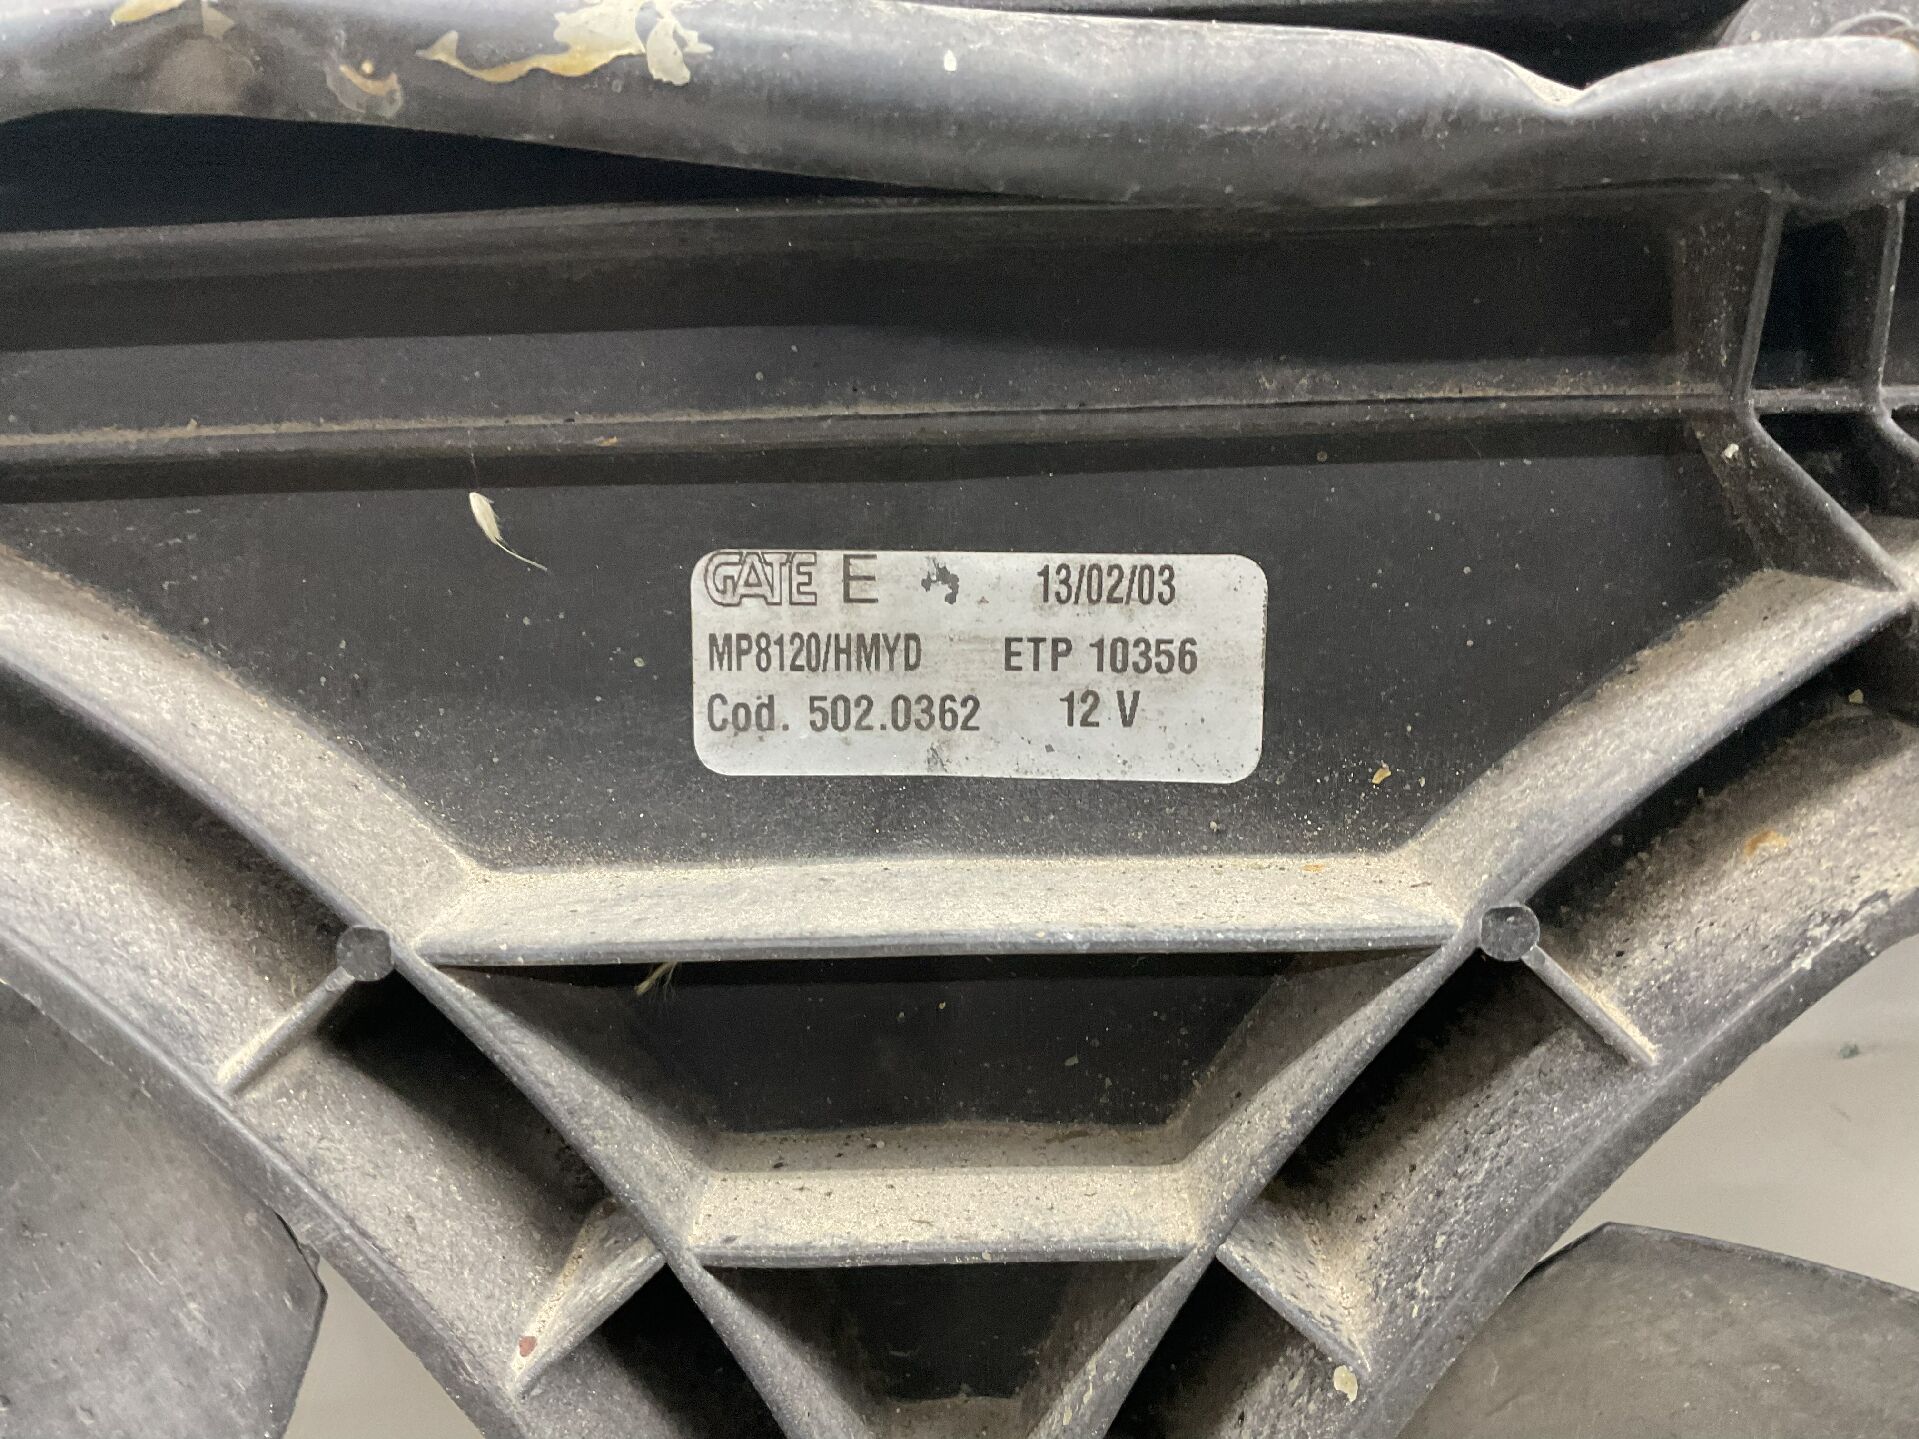 GATE E 13/02/03
MP8120/HMYD ETP 10356
Cod. 502.0362 12 V